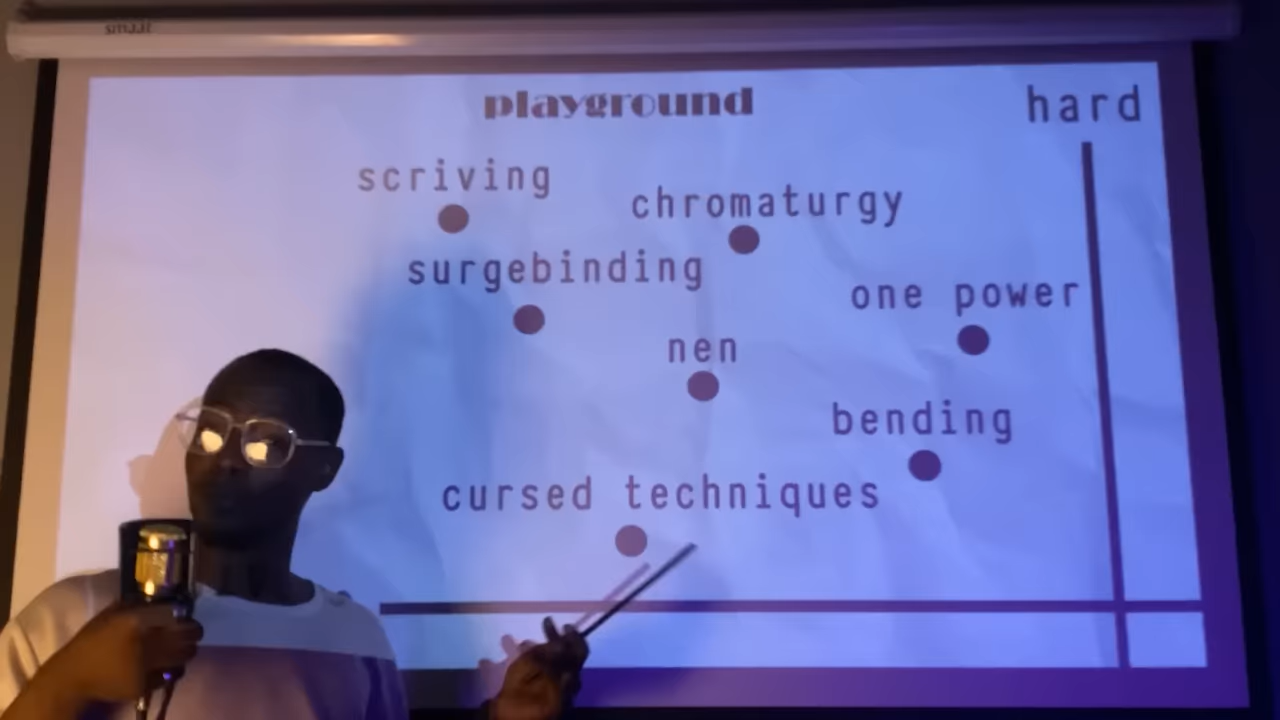 playground
hard
scriving
chromaturgy
surgebinding
one power
nen
bending
cursed techniques